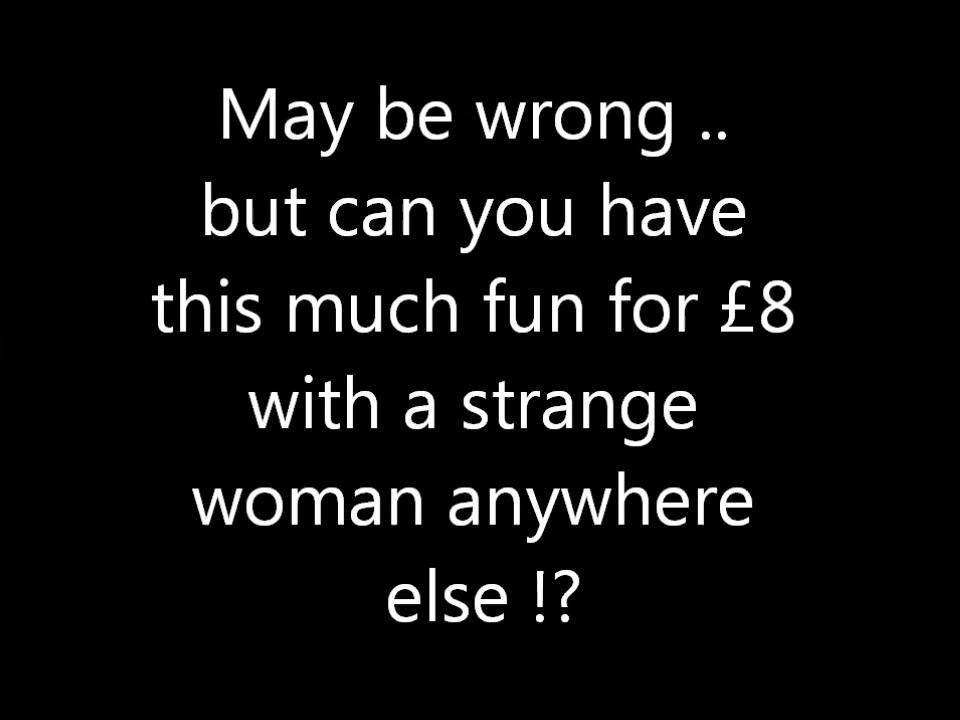 May be wrong ..
but can you have
this much fun for £8
with a strange
woman anywhere
else !?